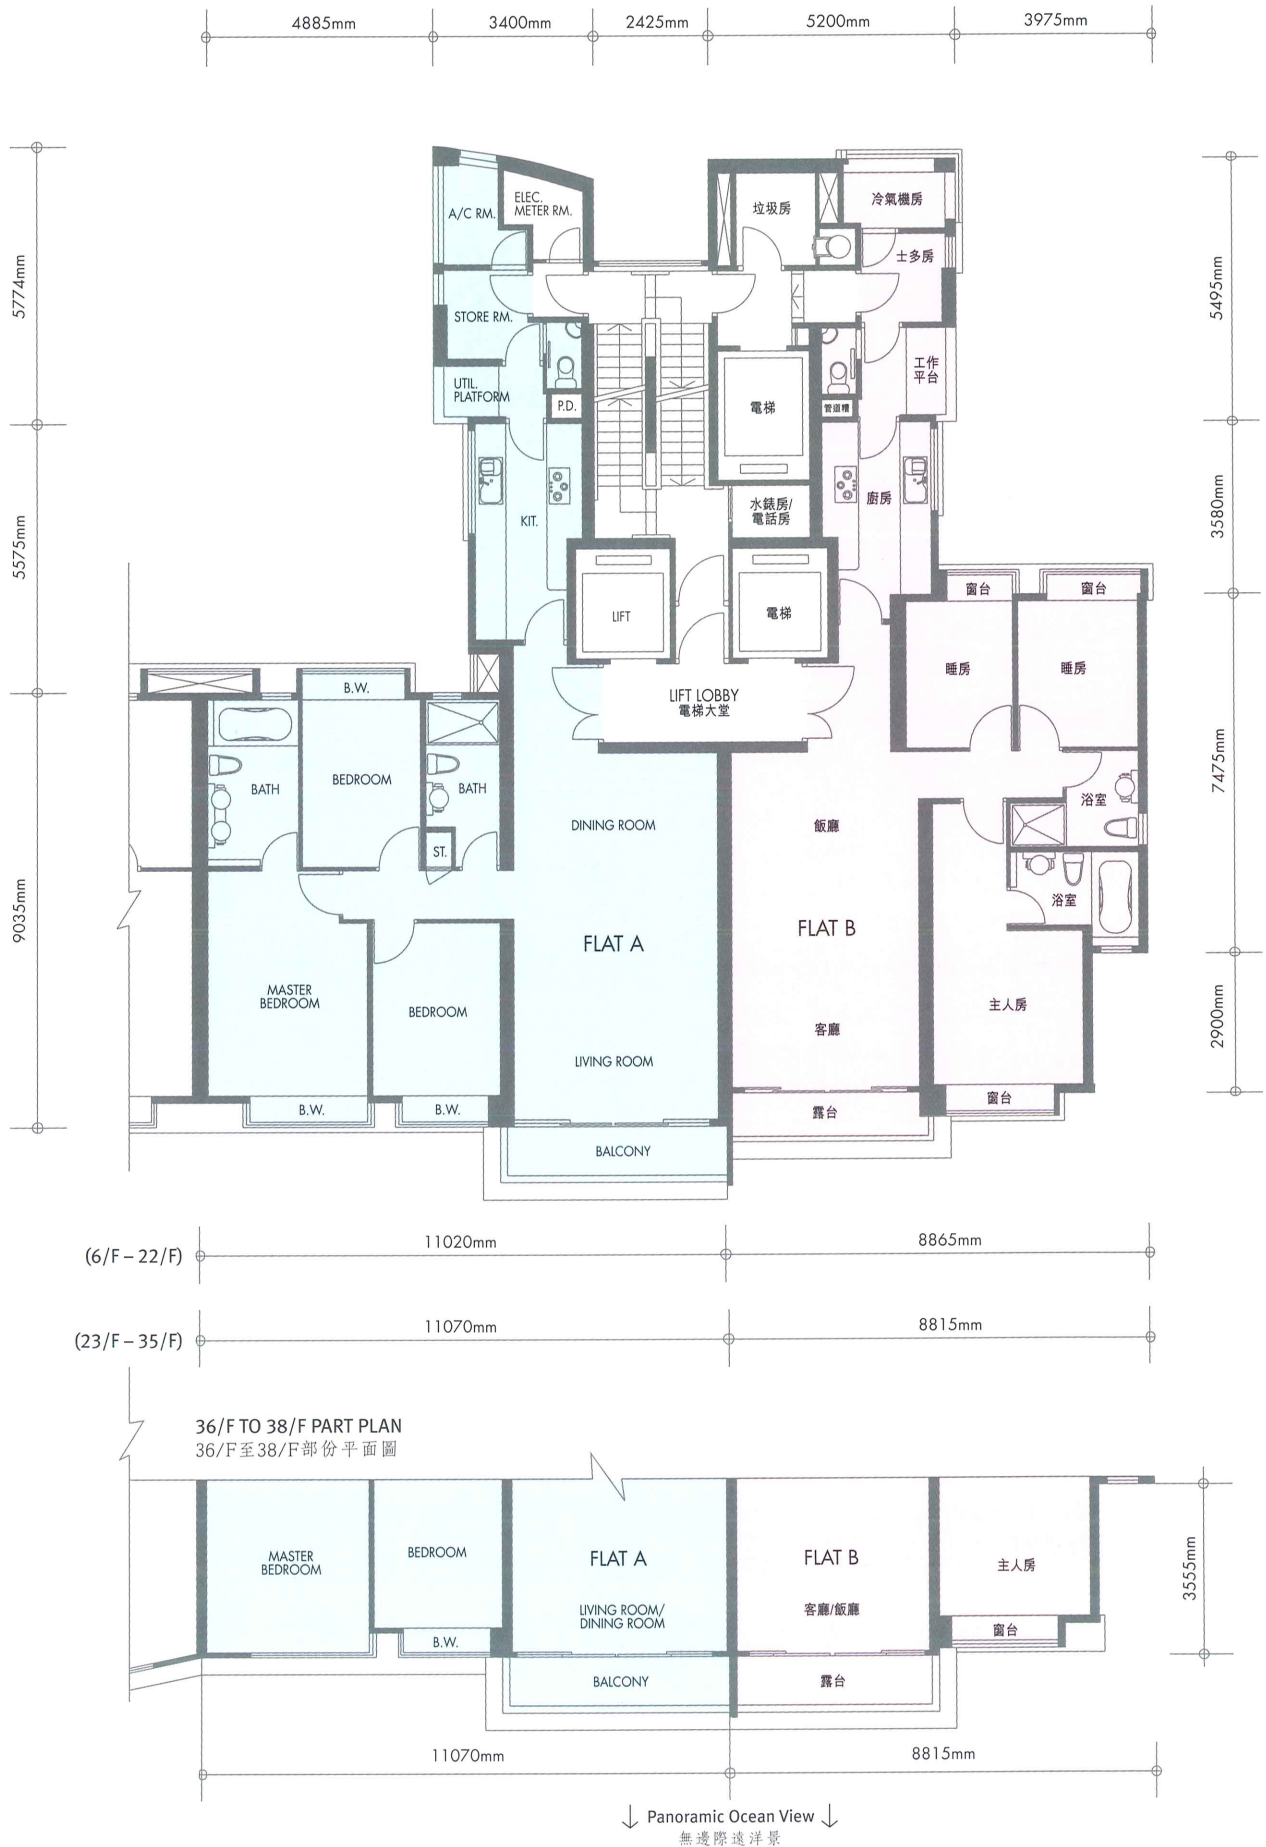 4885mm
3400mm
2425mm
5200mm
3975mm
5774mm
5575mm
9035mm
5495mm
3580mm
7475mm
2900mm
A/C RM.
ELEC.
METER RM.
垃圾房
冷氣機房
士多房
STORE RM.
UTIL.
PLATFORM
P.D.
電梯
管道槽
工作
平台
KIT.
水錶房/
電話房
廚房
LIFT
電梯
窗台
窗台
睡房
睡房
LIFT LOBBY
電梯大堂
B.W.
BATH
BEDROOM
BATH
ST.
DINING ROOM
飯廳
浴室
浴室
FLAT A
FLAT B
MASTER
BEDROOM
BEDROOM
LIVING ROOM
客廳
主人房
B.W.
B.W.
BALCONY
露台
窗台
(6/F – 22/F)
11020mm
8865mm
(23/F – 35/F)
11070mm
8815mm
36/F TO 38/F PART PLAN
36/F至38/F部份平面圖
MASTER
BEDROOM
BEDROOM
FLAT A
LIVING ROOM/
DINING ROOM
FLAT B
客廳/飯廳
主人房
B.W.
BALCONY
露台
窗台
3555mm
11070mm
8815mm
↓ Panoramic Ocean View ↓
無邊際遠洋景